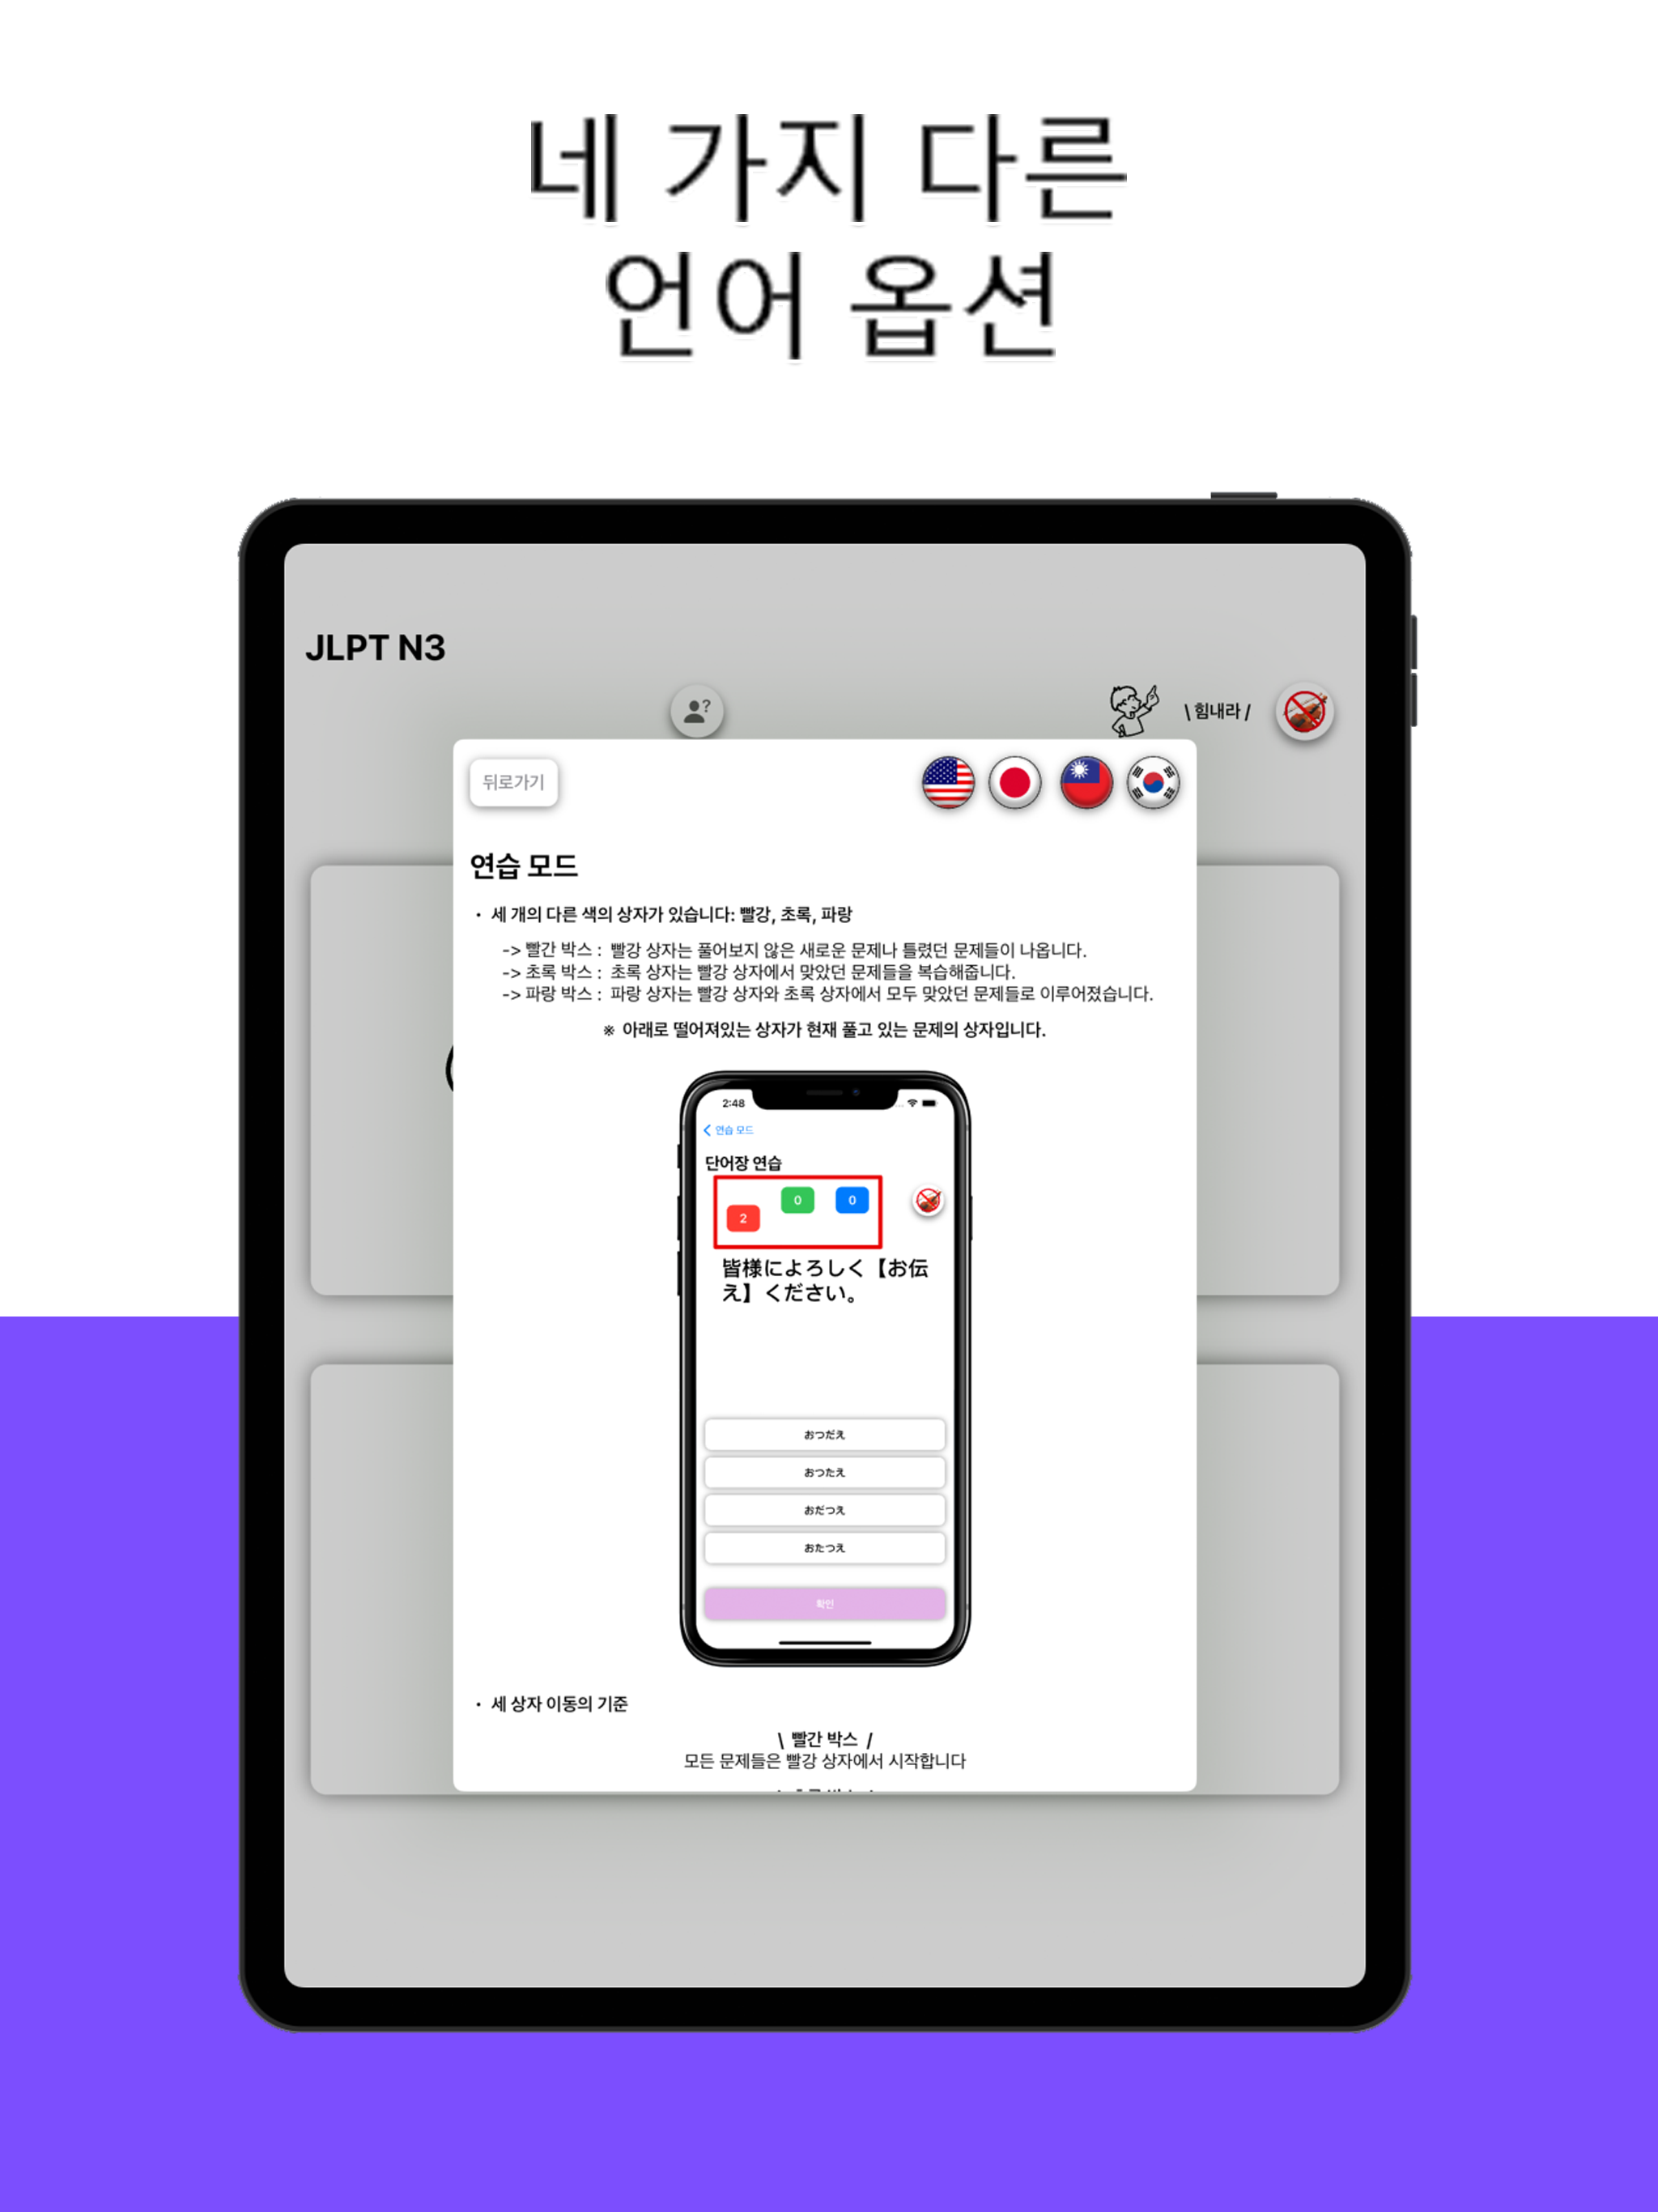 네 가지 다른
언어 옵션
JLPT N3
\ 힘내라 /
뒤로가기
연습 모드
• 세 개의 다른 색의 상자가 있습니다: 빨강, 초록, 파랑
-> 빨간 박스 : 빨강 상자는 풀어보지 않은 새로운 문제나 틀렸던 문제들이 나옵니다.
-> 초록 박스 : 초록 상자는 빨강 상자에서 맞았던 문제들을 복습해줍니다.
-> 파랑 박스 : 파랑 상자는 빨강 상자와 초록 상자에서 모두 맞았던 문제들로 이루어졌습니다.
※ 아래로 떨어져있는 상자가 현재 풀고 있는 문제의 상자입니다.
2:48
연습 모드
단어장 연습
0
0
2
皆様によろしく【お伝
え】ください。
おつだえ
おつたえ
おだつえ
おたつえ
확인
• 세 상자 이동의 기준
\ 빨간 박스 /
모든 문제들은 빨강 상자에서 시작합니다